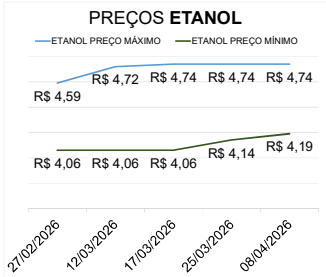 PREÇOS ETANOL
ETANOL PREÇO MÁXIMO ETANOL PREÇO MÍNIMO
R$ 4,59 R$ 4,72 R$ 4,74 R$ 4,74 R$ 4,74
R$ 4,06 R$ 4,06 R$ 4,06 R$ 4,14 R$ 4,19
27/02/2026 12/03/2026 17/03/2026 25/03/2026 08/04/2026